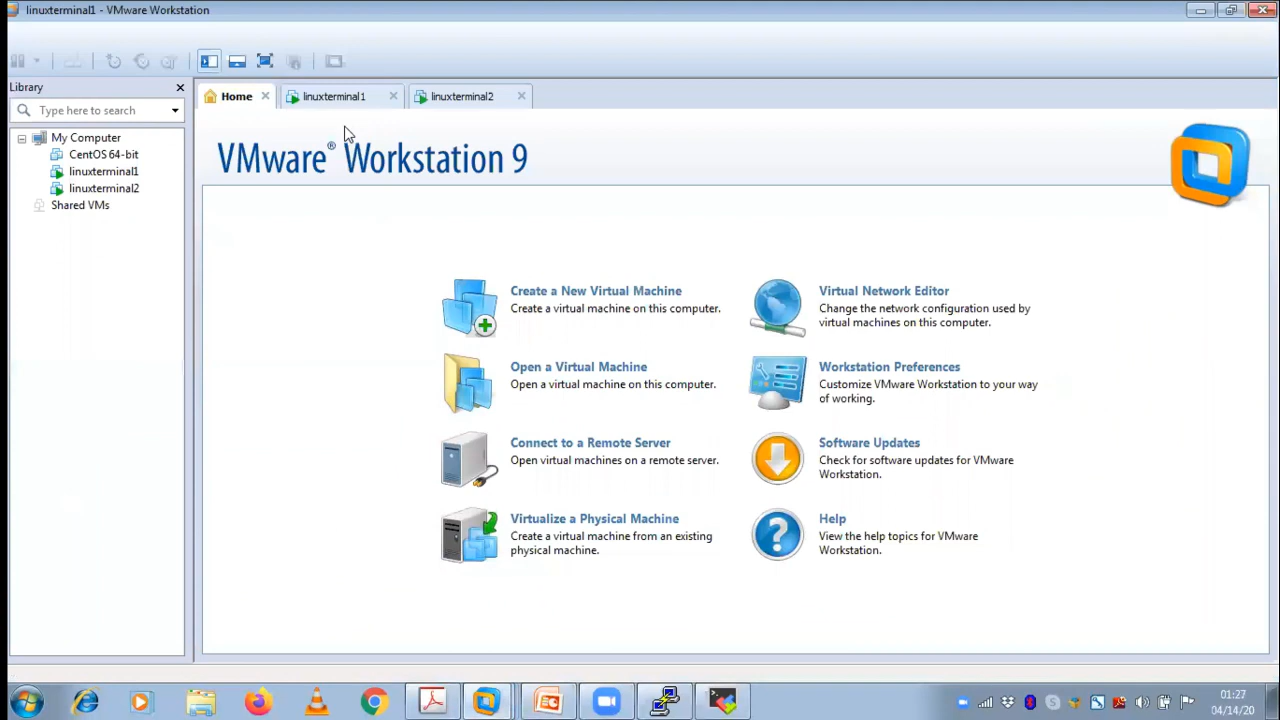 linuxterminal1 - VMware Workstation
Library
Type here to search
My Computer
CentOS 64-bit
linuxterminal1
linuxterminal2
Shared VMs
Home
linuxterminal1
linuxterminal2
VMware® Workstation 9
Create a New Virtual Machine
Create a virtual machine on this computer.
Open a Virtual Machine
Open a virtual machine on this computer.
Connect to a Remote Server
Open virtual machines on a remote server.
Virtualize a Physical Machine
Create a virtual machine from an existing
physical machine.
Virtual Network Editor
Change the network configuration used by
virtual machines on this computer.
Workstation Preferences
Customize VMware Workstation to your way
of working.
Software Updates
Check for software updates for VMware
Workstation.
Help
View the help topics for VMware
Workstation.
01:27
04/14/20